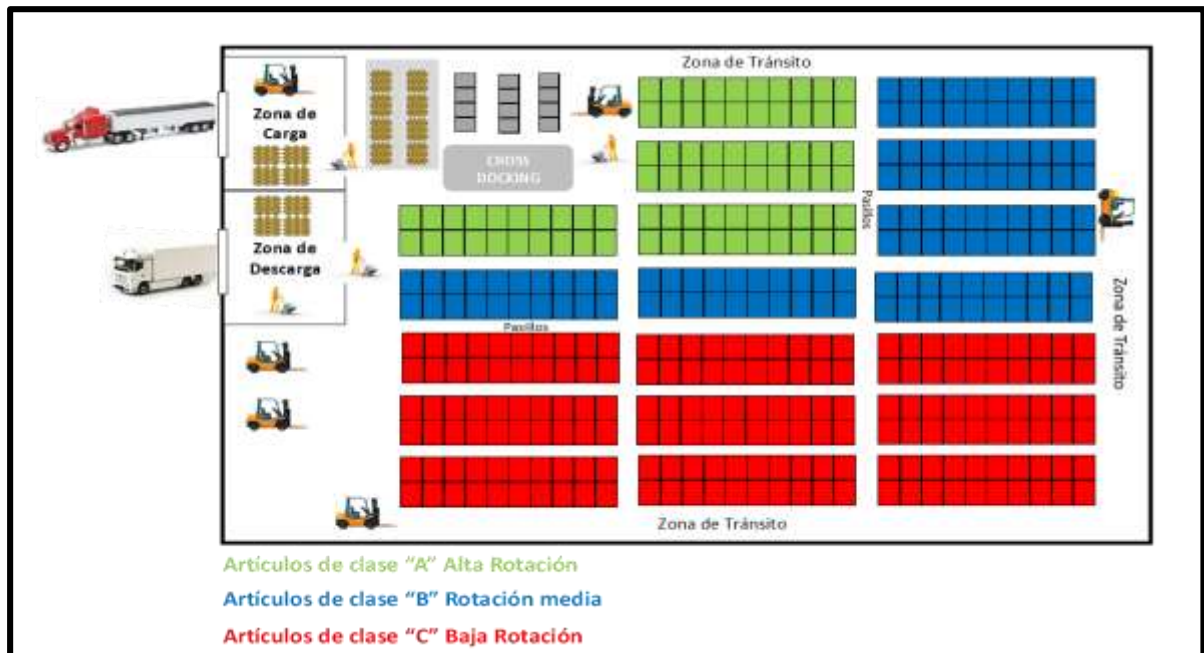 Zona de Tránsito
Zona de
Carga
CROSS
DOCKING
Pasillos
Zona de
Descarga
Pasillos
Zona de Tránsito
Zona de Tránsito
Artículos de clase "A" Alta Rotación
Artículos de clase "B" Rotación media
Artículos de clase "C" Baja Rotación